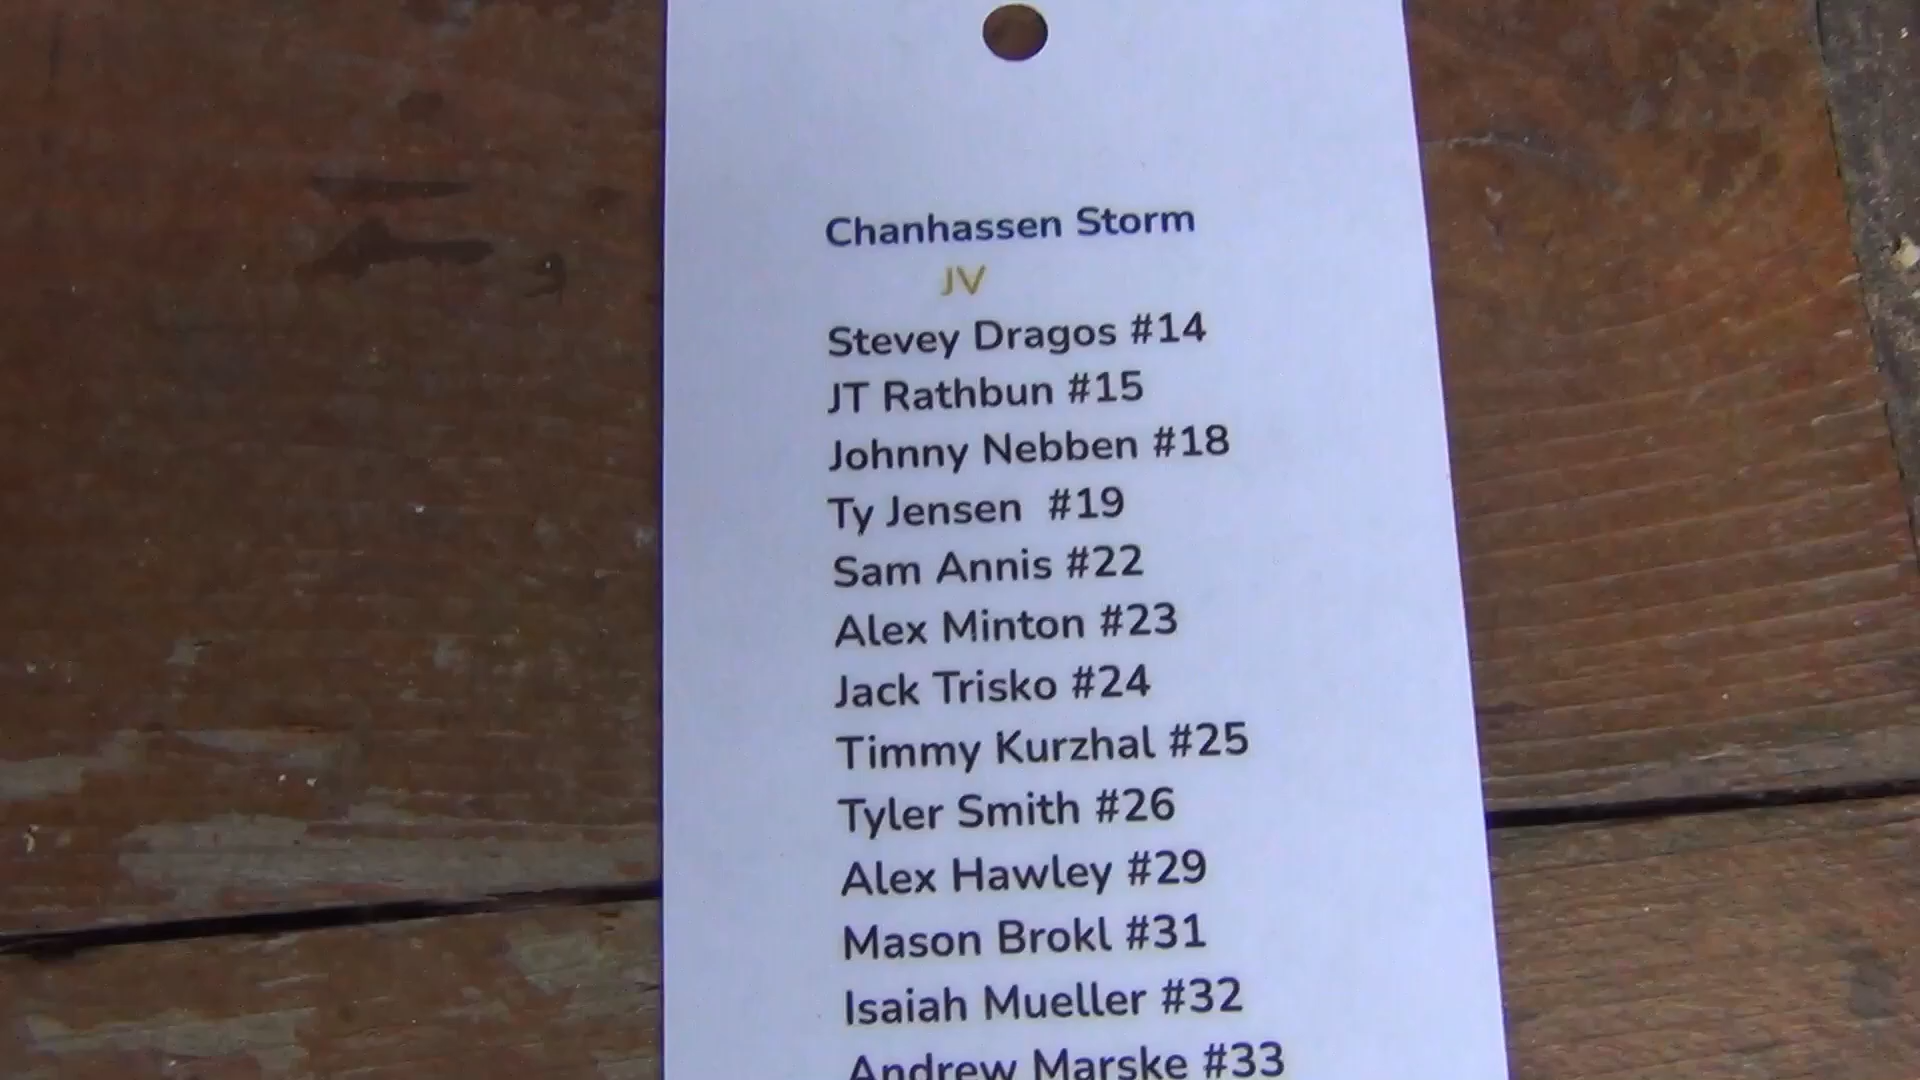 Chanhassen Storm
JV
Stevey Dragos #14
JT Rathbun #15
Johnny Nebben #18
Ty Jensen #19
Sam Annis #22
Alex Minton #23
Jack Trisko #24
Timmy Kurzhal #25
Tyler Smith #26
Alex Hawley #29
Mason Brokl #31
Isaiah Mueller #32
Andrew Marske #33